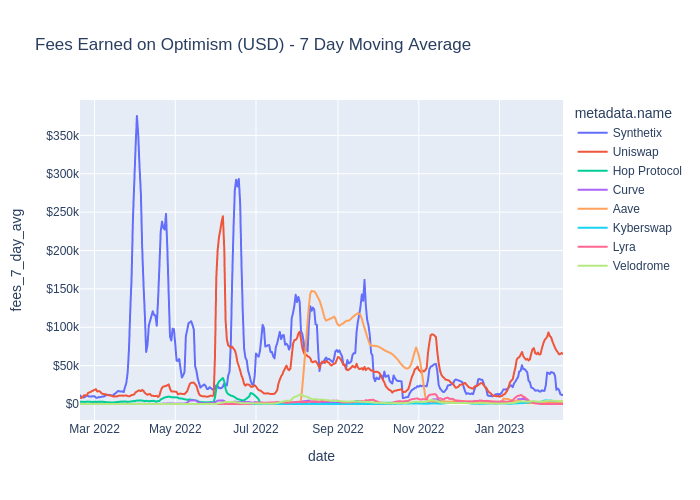 Fees Earned on Optimism (USD) - 7 Day Moving Average
metadata.name
Synthetix
Uniswap
Hop Protocol
Curve
Aave
Kyberswap
Lyra
Velodrome
fees_7_day_avg
$350k
$300k
$250k
$200k
$150k
$100k
$50k
$0
Mar 2022 May 2022 Jul 2022 Sep 2022 Nov 2022 Jan 2023
date